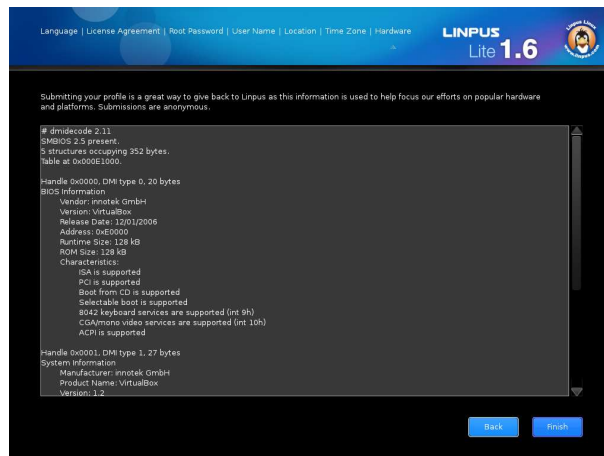 Language | License Agreement | Root Password | User Name | Location | Time Zone | Hardware
LINPUS
Lite 1.6
Linpus Linux
www.linpus.com
Submitting your profile is a great way to give back to Linpus as this information is used to help focus our efforts on popular hardware
and platforms. Submissions are anonymous.
# dmidecode 2.11
SMBIOS 2.5 present.
5 structures occupying 352 bytes.
Table at 0x000E1000.
Handle 0x0000, DMI type 0, 20 bytes
BIOS Information
Vendor: innotek GmbH
Version: VirtualBox
Release Date: 12/01/2006
Address: 0xE0000
Runtime Size: 128 kB
ROM Size: 128 kB
Characteristics:
ISA is supported
PCI is supported
Boot from CD is supported
Selectable boot is supported
8042 keyboard services are supported (int 9h)
CGA/mono video services are supported (int 10h)
ACPI is supported
Handle 0x0001, DMI type 1, 27 bytes
System Information
Manufacturer: innotek GmbH
Product Name: VirtualBox
Version: 1.2
Back
Finish